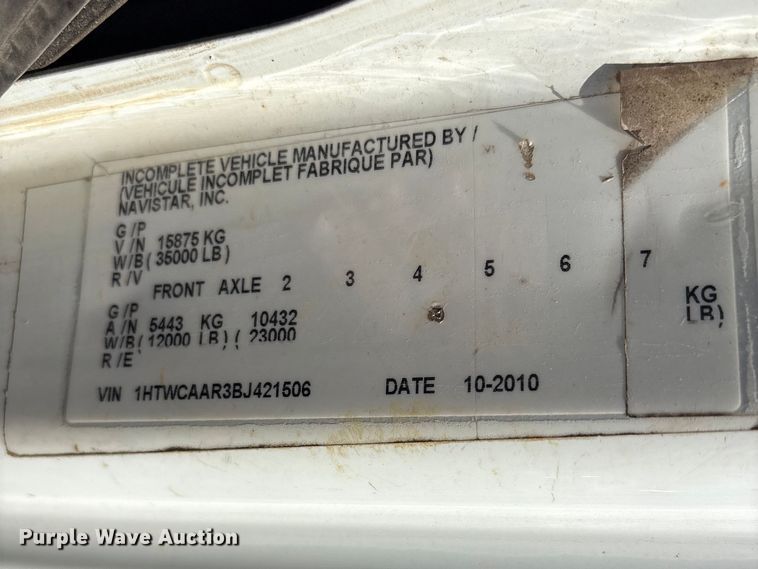 INCOMPLETE VEHICLE MANUFACTURED BY /
(VEHICULE INCOMPLET FABRIQUE PAR)
NAVISTAR, INC.
G / P
V / N 15875 KG
W/B ( 35000 LB )
R / V
FRONT AXLE 2 3 4 5 6 7
G / P
A / N 5443 KG 10432 KG
W/B ( 12000 LB ) ( 23000 LB)
R / E
VIN 1HTWCAAR3BJ421506 DATE 10-2010
Purple Wave Auction